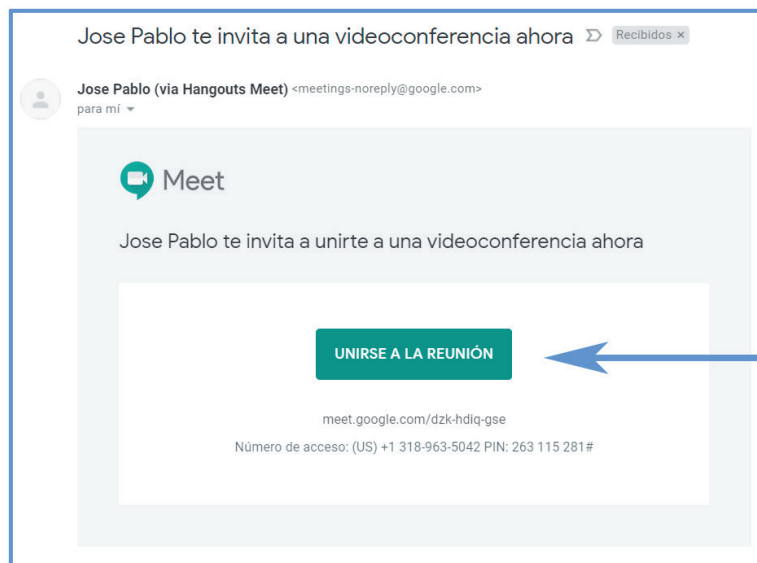 Jose Pablo te invita a una videoconferencia ahora Recibidos ×
Jose Pablo (via Hangouts Meet) <meetings-noreply@google.com>
para mí
Meet
Jose Pablo te invita a unirte a una videoconferencia ahora
UNIRSE A LA REUNIÓN
meet.google.com/dzk-hdiq-gse
Número de acceso: (US) +1 318-963-5042 PIN: 263 115 281#